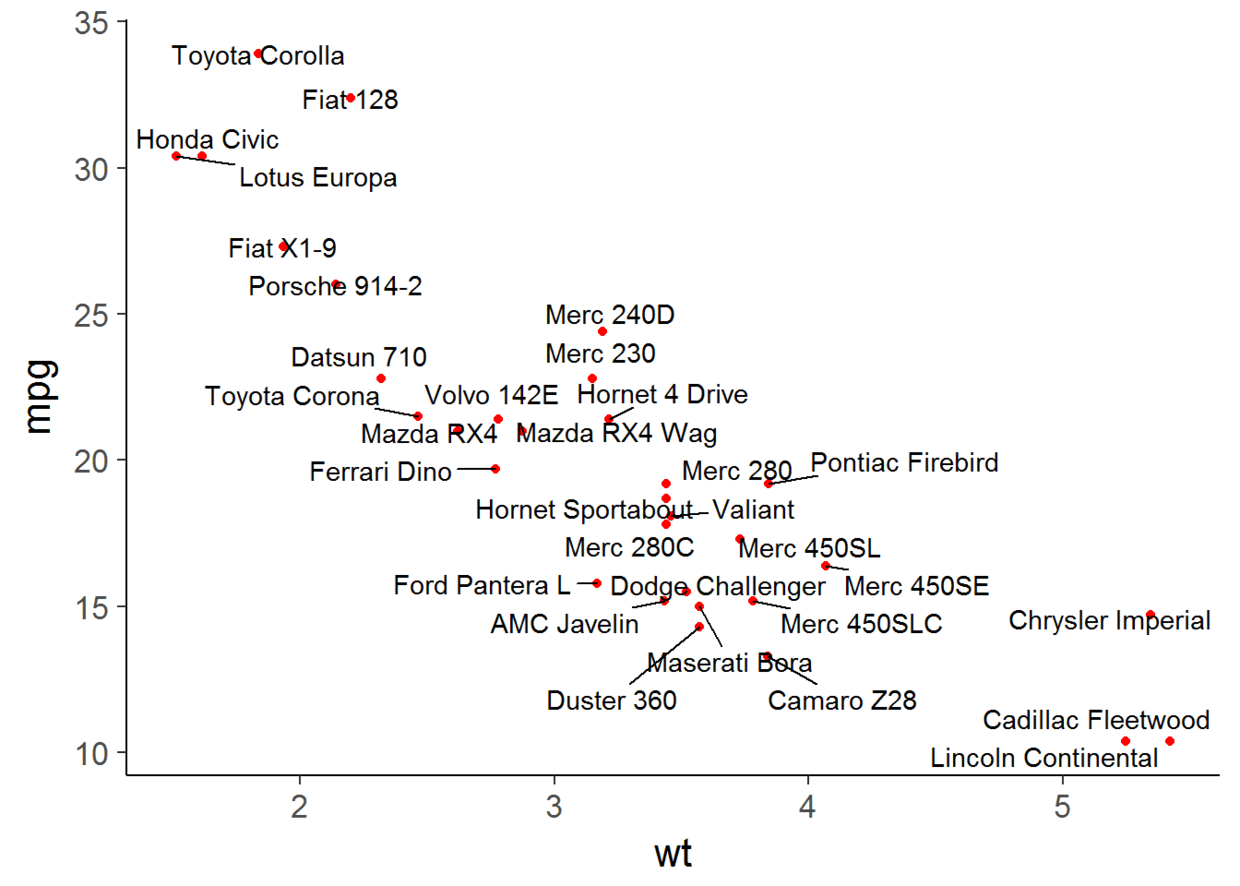 35
Toyota Corolla
Fiat 128
Honda Civic
30
Lotus Europa
Fiat X1-9
Porsche 914-2
25
Merc 240D
Merc 230
Datsun 710
Toyota Corona
Volvo 142E
Hornet 4 Drive
mpg
Mazda RX4
Mazda RX4 Wag
20
Ferrari Dino
Merc 280
Pontiac Firebird
Hornet Sportabout
Valiant
Merc 280C
Merc 450SL
Ford Pantera L
Dodge Challenger
Merc 450SE
15
AMC Javelin
Merc 450SLC
Chrysler Imperial
Maserati Bora
Duster 360
Camaro Z28
Cadillac Fleetwood
10
Lincoln Continental
2
3
4
5
wt